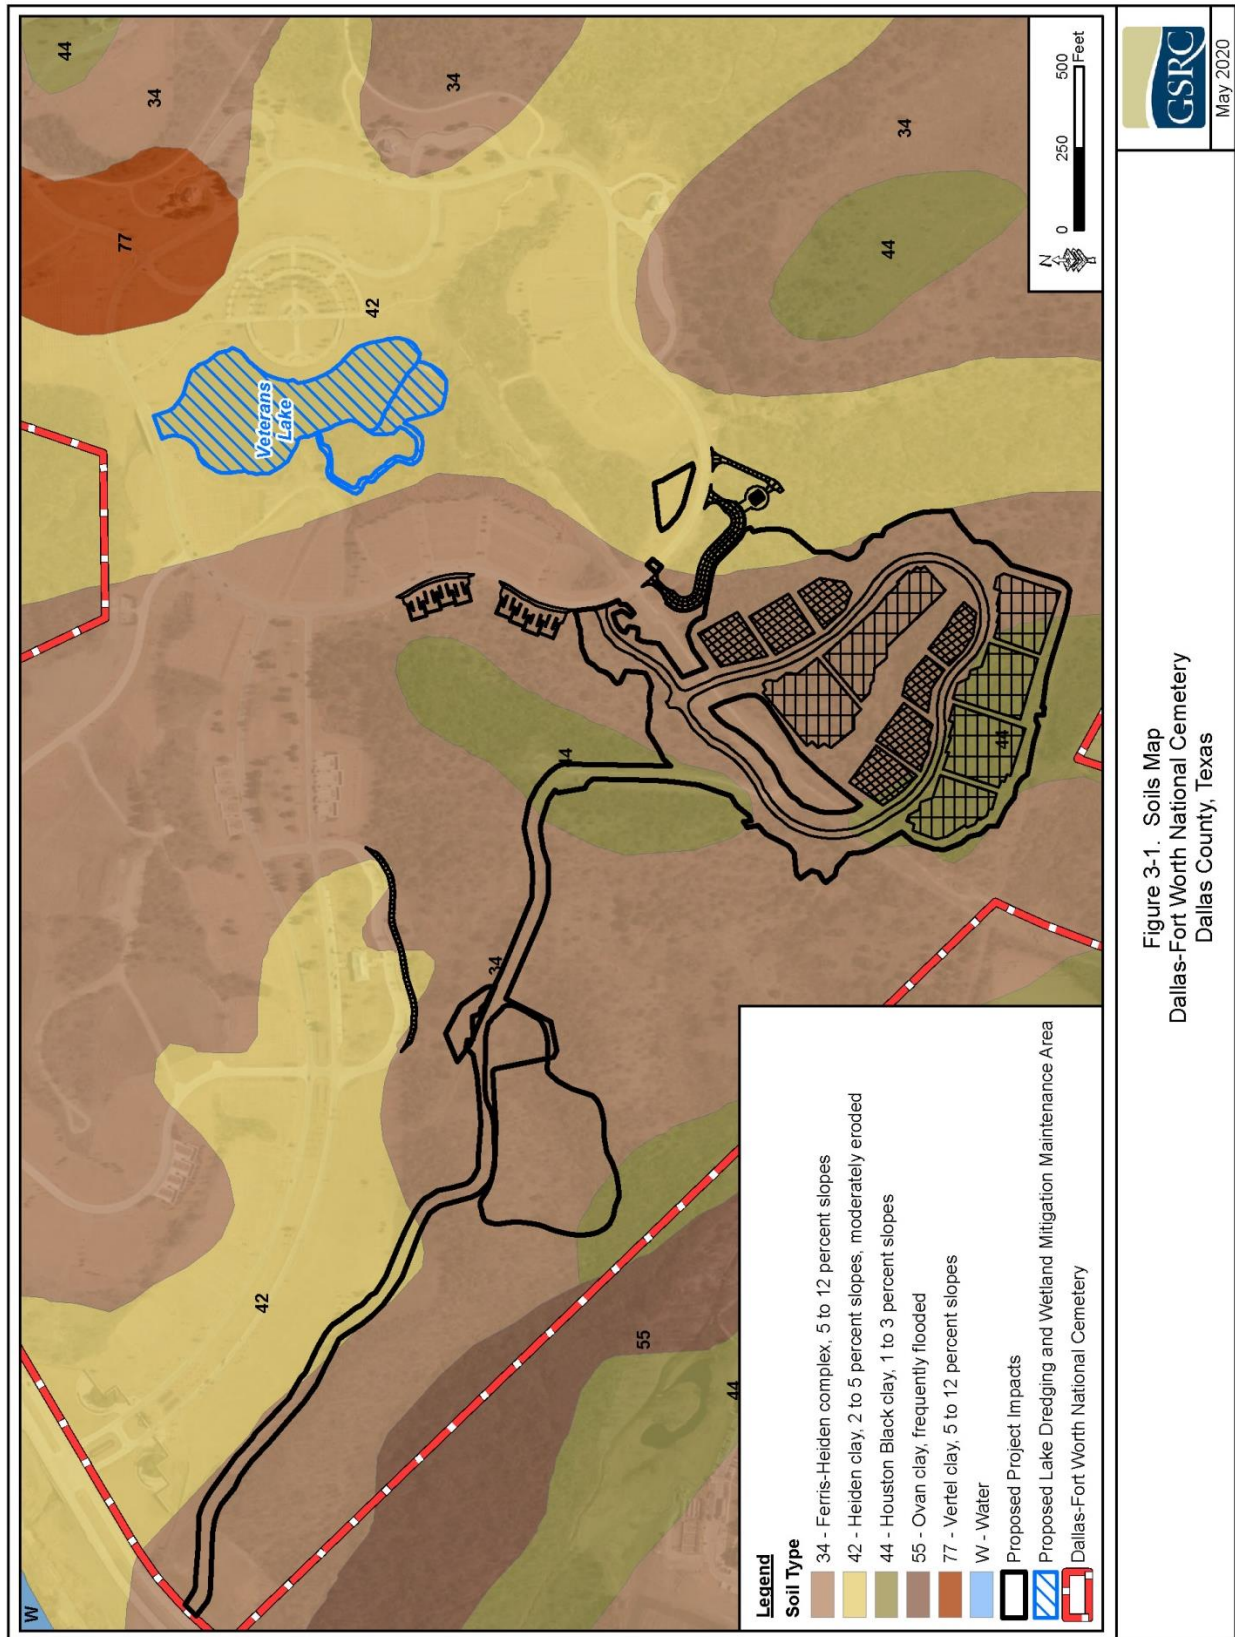 W
42
55
44
34
44
44
42
77
34
44
34
34
44
Veterans
Lake
N
0
250
500
Feet
Legend
Soil Type
34 - Ferris-Heiden complex, 5 to 12 percent slopes
42 - Heiden clay, 2 to 5 percent slopes, moderately eroded
44 - Houston Black clay, 1 to 3 percent slopes
55 - Ovan clay, frequently flooded
77 - Vertel clay, 5 to 12 percent slopes
W - Water
Proposed Project Impacts
Proposed Lake Dredging and Wetland Mitigation Maintenance Area
Dallas-Fort Worth National Cemetery
Figure 3-1. Soils Map
Dallas-Fort Worth National Cemetery
Dallas County, Texas
GSRC
May 2020